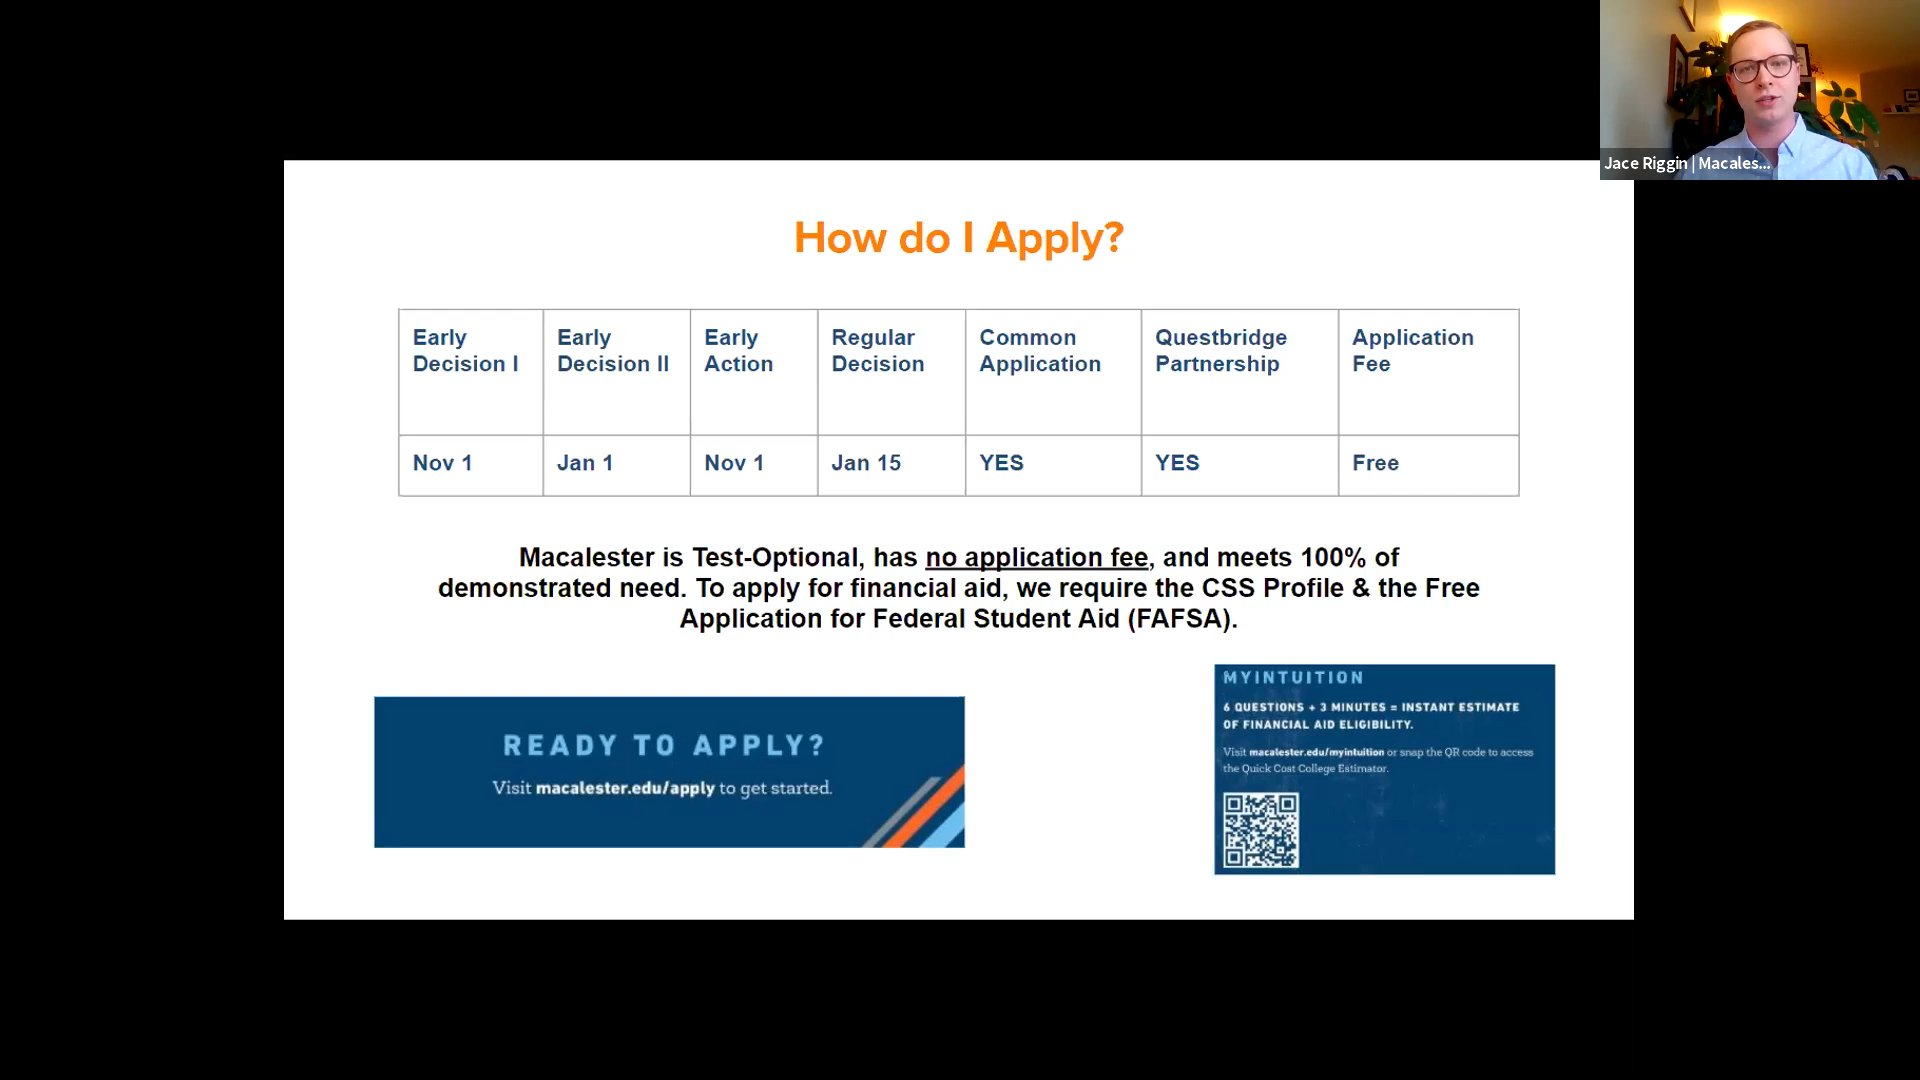 Jace Riggin | Macales...
How do I Apply?
Early Decision I
Early Decision II
Early Action
Regular Decision
Common Application
Questbridge Partnership
Application Fee
Nov 1
Jan 1
Nov 1
Jan 15
YES
YES
Free
Macalester is Test-Optional, has no application fee, and meets 100% of
demonstrated need. To apply for financial aid, we require the CSS Profile & the Free
Application for Federal Student Aid (FAFSA).
READY TO APPLY?
Visit macalester.edu/apply to get started.
MYINTUITION
6 QUESTIONS + 3 MINUTES = INSTANT ESTIMATE
OF FINANCIAL AID ELIGIBILITY.
Visit macalester.edu/myintuition or snap the QR code to access
the Quick Cost College Estimator.